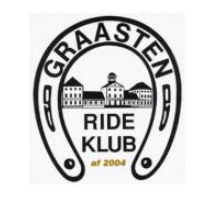 GRAASTEN
RIDE
KLUB
af 2004